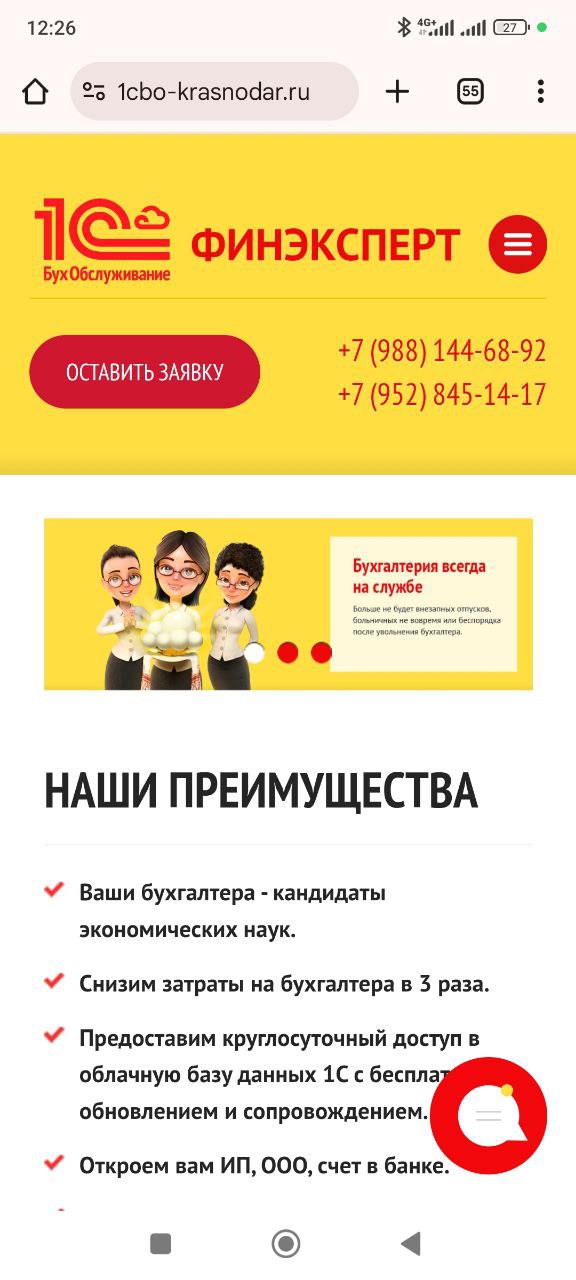 12:26
4G+
27
1cbo-krasnodar.ru
55
1С
БухОбслуживание
ФИНЭКСПЕРТ
ОСТАВИТЬ ЗАЯВКУ
+7 (988) 144-68-92
+7 (952) 845-14-17
Бухгалтерия всегда
на службе
Больше не будет внезапных отпусков,
больничных не вовремя или беспорядка
после увольнения бухгалтера.
НАШИ ПРЕИМУЩЕСТВА
Ваши бухгалтера - кандидаты
экономических наук.
Снизим затраты на бухгалтера в 3 раза.
Предоставим круглосуточный доступ в
облачную базу данных 1С с бесплат
обновлением и сопровождением.
Откроем вам ИП, ООО, счет в банке.